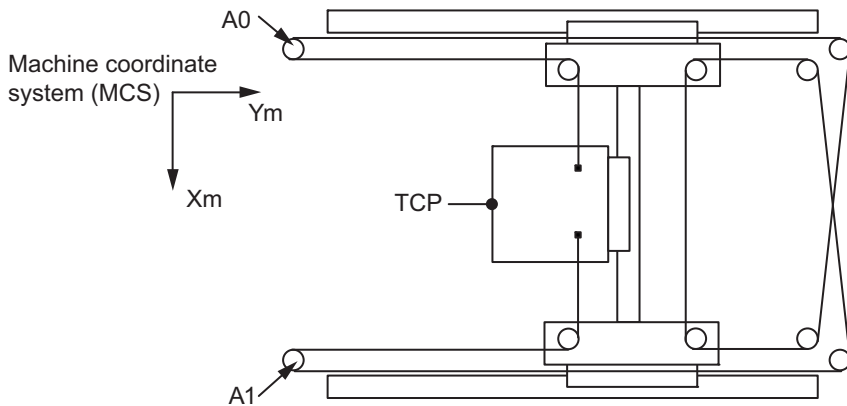 A0
Machine coordinate
system (MCS)
Ym
Xm
TCP
A1